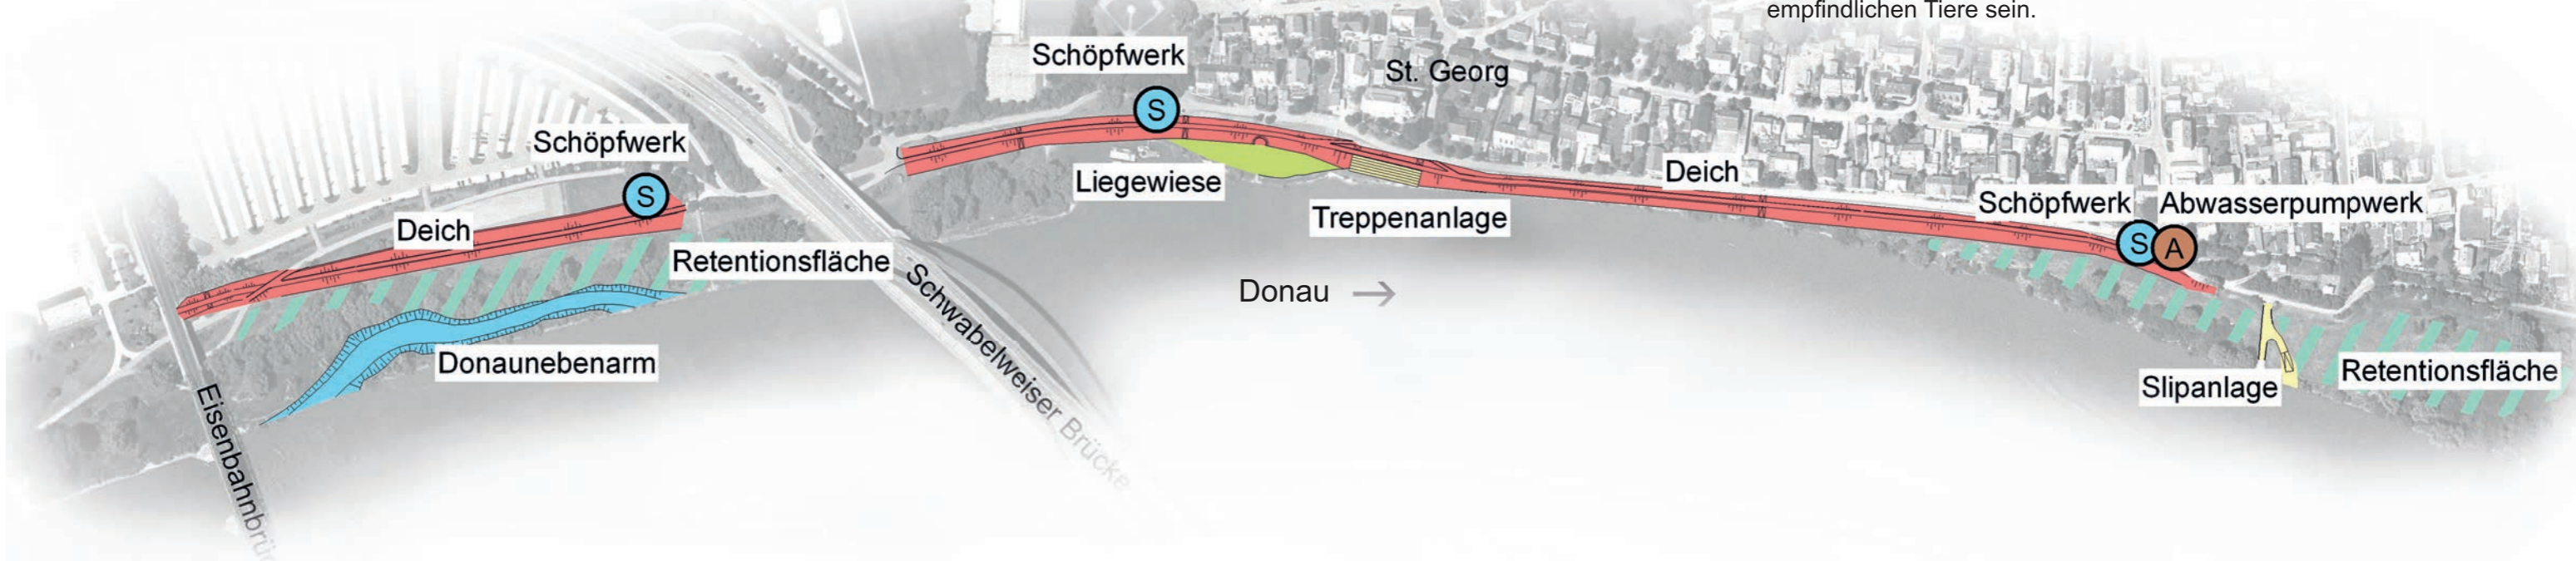 empfindlichen Tiere sein.
Schöpfwerk
S
St. Georg
Schöpfwerk
S
Deich
Retentionsfläche
Donaunebenarm
Eisenbahnbrüc
Schwabelweiser Brücke
Liegewiese
Treppenanlage
Donau →
Deich
Schöpfwerk
S
Abwasserpumpwerk
A
Slipanlage
Retentionsfläche